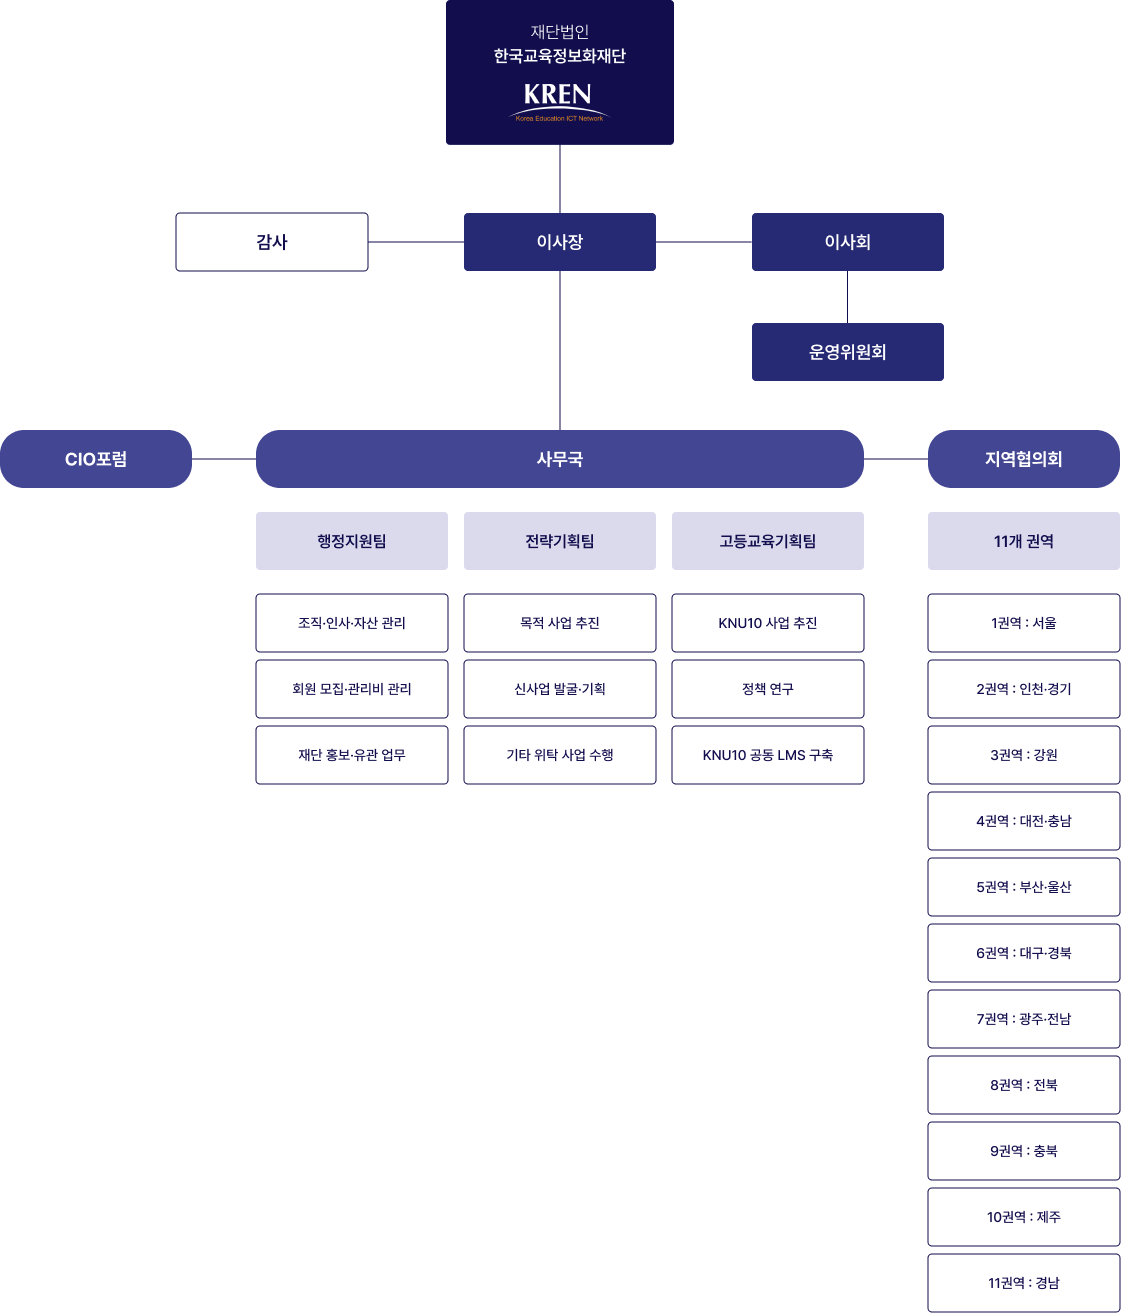 재단법인
한국교육정보화재단
KREN
Korea Education ICT Network
감사
이사장
이사회
운영위원회
CIO포럼
사무국
지역협의회
행정지원팀
전략기획팀
고등교육기획팀
11개 권역
조직·인사·자산 관리
목적 사업 추진
KNU10 사업 추진
1권역 : 서울
회원 모집·관리비 관리
신사업 발굴·기획
정책 연구
2권역 : 인천·경기
재단 홍보·유관 업무
기타 위탁 사업 수행
KNU10 공동 LMS 구축
3권역 : 강원
4권역 : 대전·충남
5권역 : 부산·울산
6권역 : 대구·경북
7권역 : 광주·전남
8권역 : 전북
9권역 : 충북
10권역 : 제주
11권역 : 경남